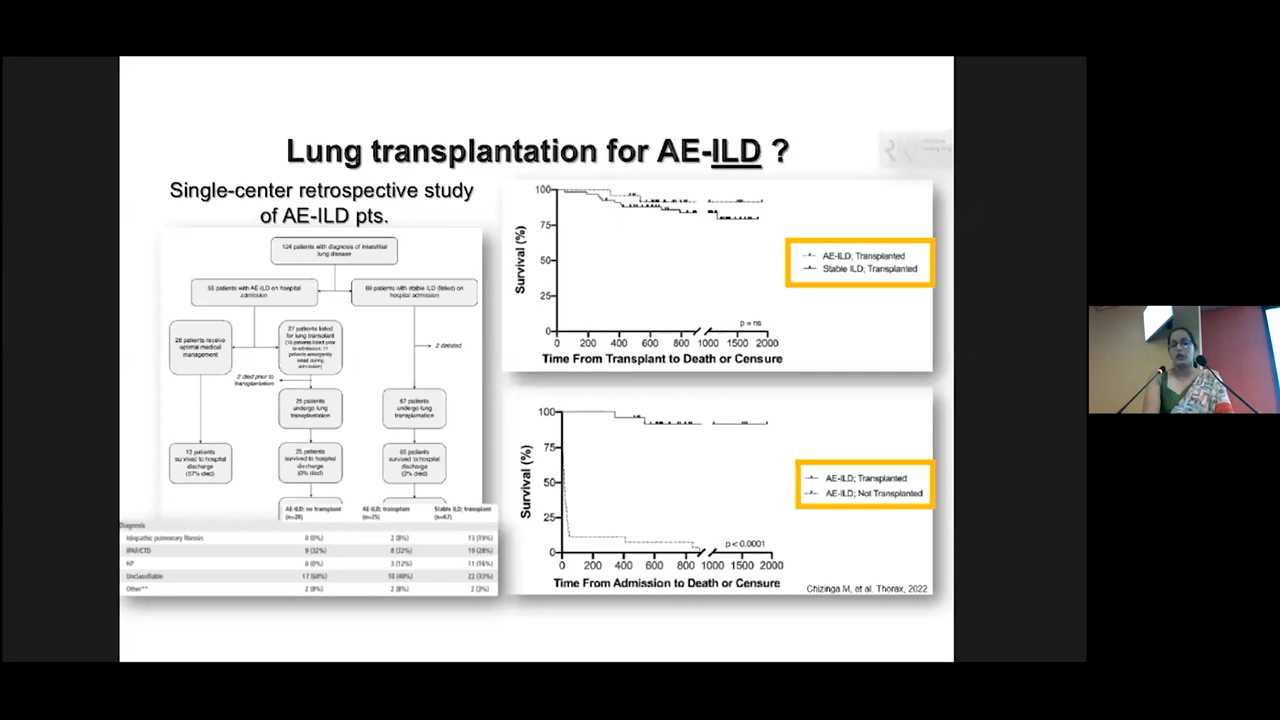 Lung transplantation for AE-ILD ?
Single-center retrospective study
of AE-ILD pts.
124 patients with diagnosis of interstitial
lung disease
patients with AE-ILD on hospital
admission
patients with stable ILD (listed) on
hospital admission
28 patients receive
optimal medical
management
27 patients listed
for lung transplant
(16 patients listed prior
to admission, 11
patients emergently
listed during
admission)
2 delisted
2 died prior to
transplantation
25 patients
undergo lung
transplantation
67 patients
undergo lung
transplantation
patients
survived to hospital
discharge
(57% died)
25 patients
survived to hospital
discharge
(0% died)
patients
survived to hospital
discharge
(3% died)
AE-ILD; no transplant
(n=28)
AE-ILD; transplant
(n=25)
Stable ILD; transplant
(n=67)
Diagnosis
Idiopathic pulmonary fibrosis 0 (0%) 2 (8%) 13 (19%)
IPAF/CTD 9 (32%) 8 (32%) 19 (28%)
HP 0 (0%) 3 (12%) 11 (16%)
Unclassifiable 17 10 (40%) 22 (33%)
Other** 2 (8%) 2 (8%) 2 (3%)
Survival (%)
100
75
50
25
0
0 200 400 600 800 1000 1500 2000
p = ns
Time From Transplant to Death or Censure
AE-ILD; Transplanted
Stable ILD; Transplanted
Survival (%)
100
75
50
25
0
0 200 400 600 800 1000 1500 2000
p < 0.0001
Time From Admission to Death or Censure
AE-ILD; Transplanted
AE-ILD; Not Transplanted
Chizinga M, et al. Thorax, 2022